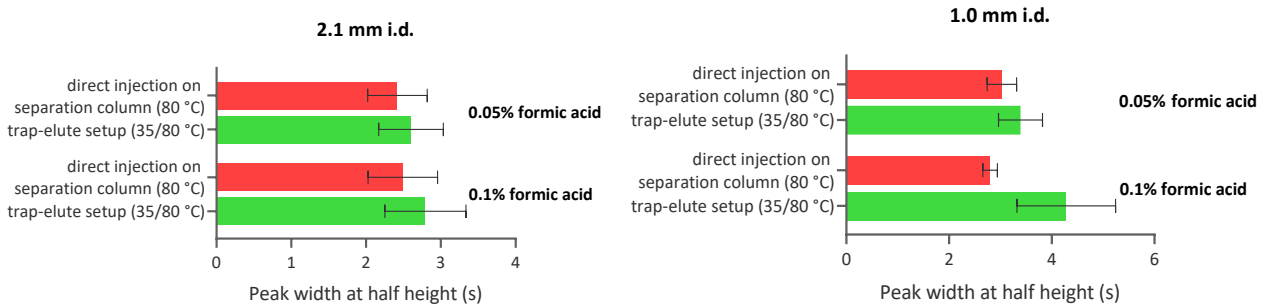 2.1 mm i.d.
direct injection on
separation column (80 °C)
trap-elute setup (35/80 °C)
0.05% formic acid
direct injection on
separation column (80 °C)
trap-elute setup (35/80 °C)
0.1% formic acid
0 1 2 3 4
Peak width at half height (s)
1.0 mm i.d.
direct injection on
separation column (80 °C)
trap-elute setup (35/80 °C)
0.05% formic acid
direct injection on
separation column (80 °C)
trap-elute setup (35/80 °C)
0.1% formic acid
0 2 4 6
Peak width at half height (s)